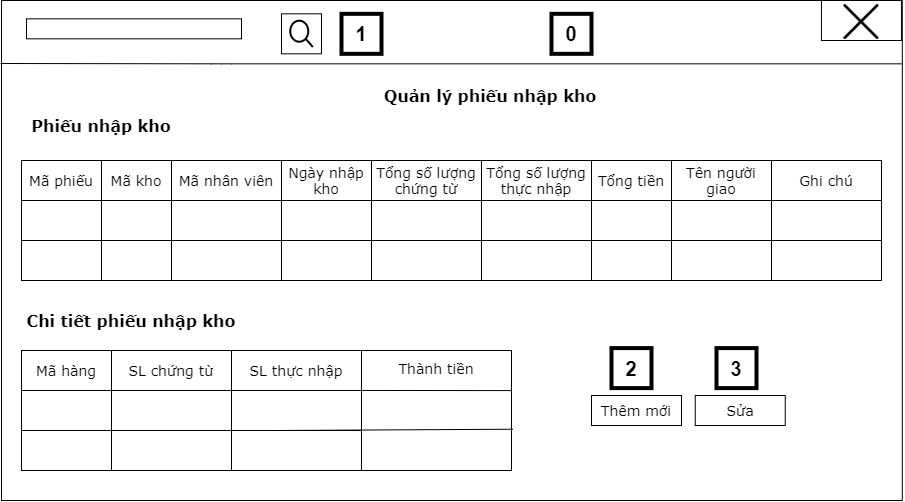 1
0
Quản lý phiếu nhập kho
Phiếu nhập kho
Mã phiếu
Mã kho
Mã nhân viên
Ngày nhập
kho
Tổng số lượng
chứng từ
Tổng số lượng
thực nhập
Tổng tiền
Tên người
giao
Ghi chú
Chi tiết phiếu nhập kho
Mã hàng
SL chứng từ
SL thực nhập
Thành tiền
2
3
Thêm mới
Sửa